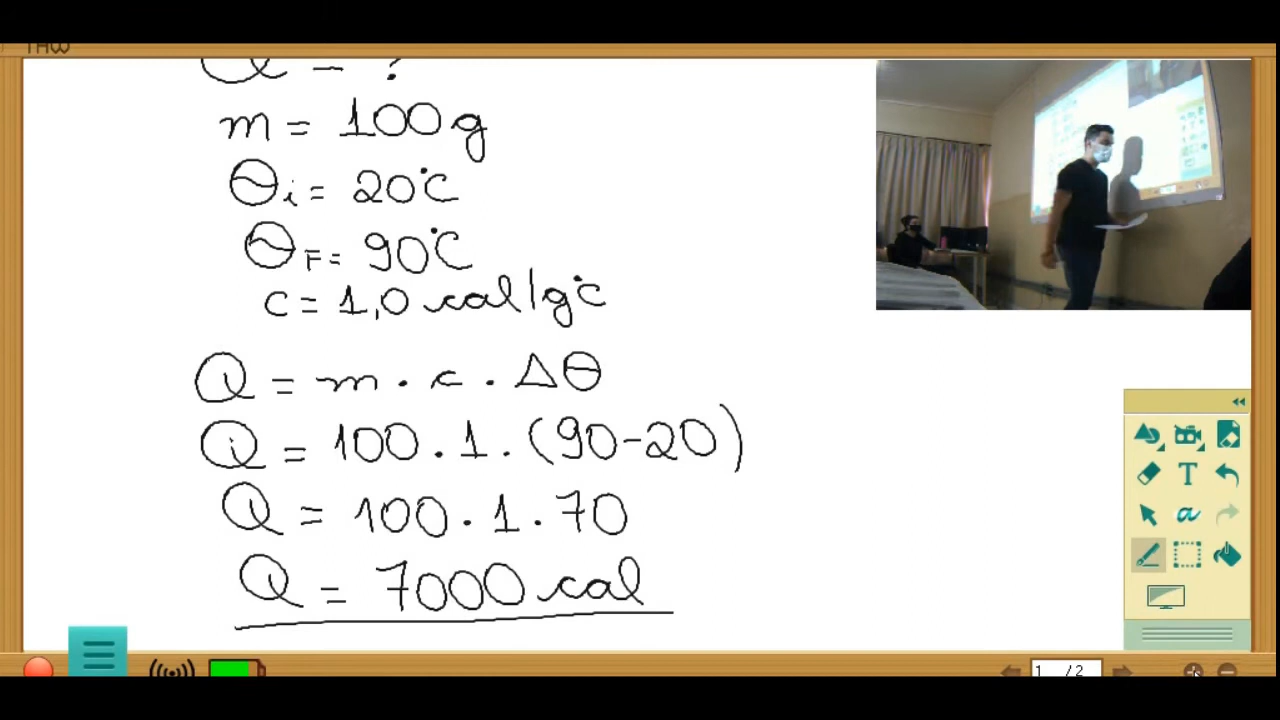 THW
Q = ?
m = 100g
θi = 20°C
θF = 90°C
c = 1,0 cal/g°C
Q = m . c . Δθ
Q = 100 . 1 . (90-20)
Q = 100 . 1 . 70
Q = 7000 cal
T
a
1 /2